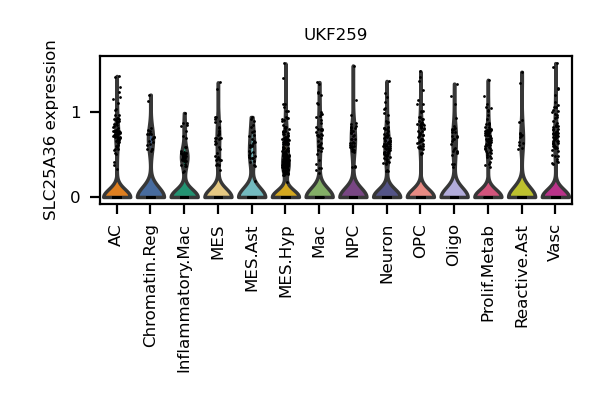 UKF259
SLC25A36 expression
1
0
AC
Chromatin.Reg
Inflammatory.Mac
MES
MES.Ast
MES.Hyp
Mac
NPC
Neuron
OPC
Oligo
Prolif.Metab
Reactive.Ast
Vasc